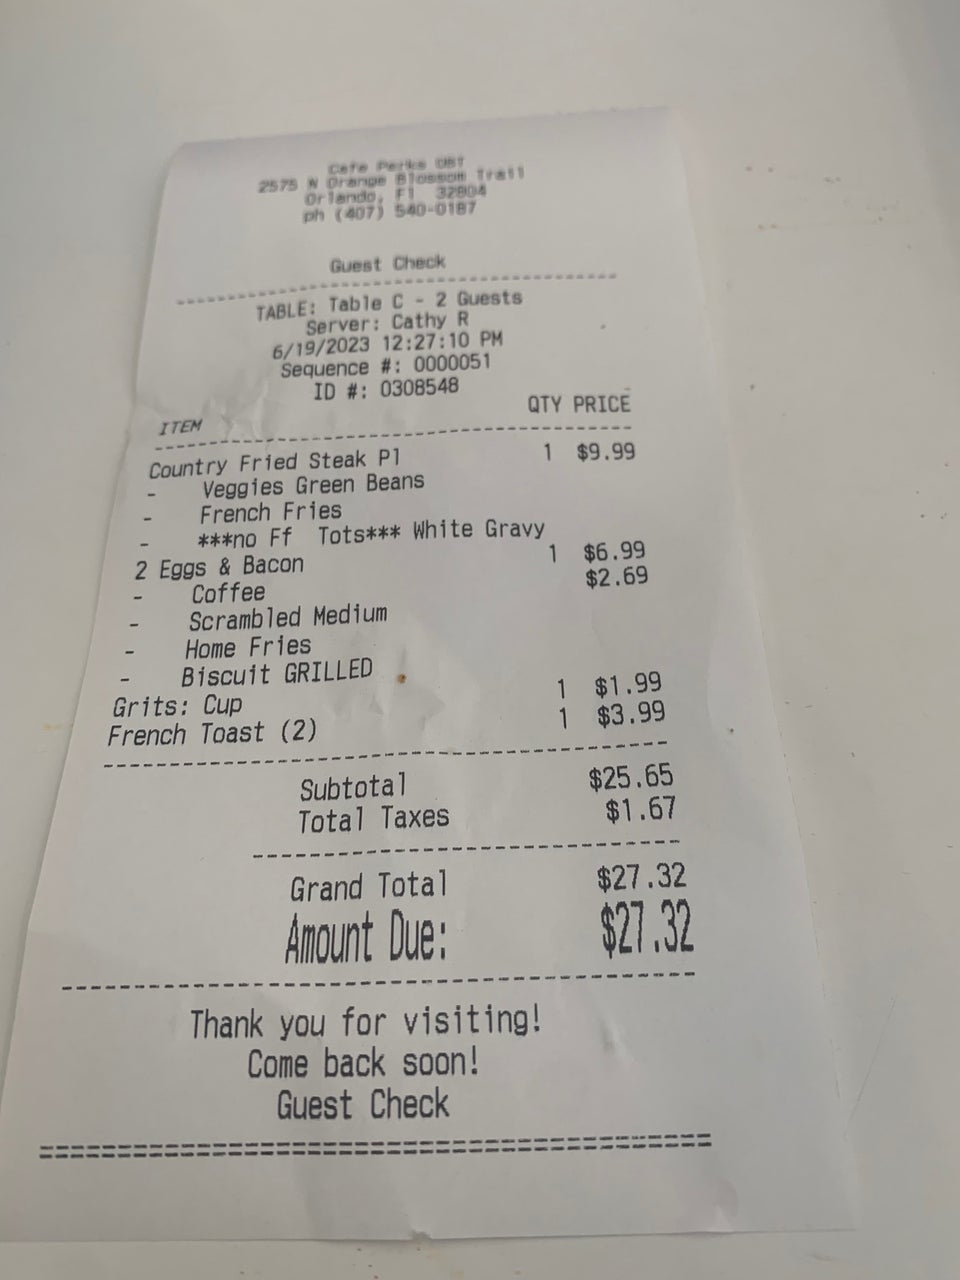 Cafe Perks OBT
2575 N Orange Blossom Trail
Orlando, Fl 32804
ph (407) 540-0187
Guest Check
TABLE: Table C - 2 Guests
Server: Cathy R
6/19/2023 12:27:10 PM
Sequence #: 0000051
ID #: 0308548
ITEM QTY PRICE
Country Fried Steak Pl 1 $9.99
- Veggies Green Beans
- French Fries
- ***no Ff Tots*** White Gravy
2 Eggs & Bacon 1 $6.99
- Coffee $2.69
- Scrambled Medium
- Home Fries
- Biscuit GRILLED
Grits: Cup 1 $1.99
French Toast (2) 1 $3.99
Subtotal $25.65
Total Taxes $1.67
Grand Total $27.32
Amount Due: $27.32
Thank you for visiting!
Come back soon!
Guest Check